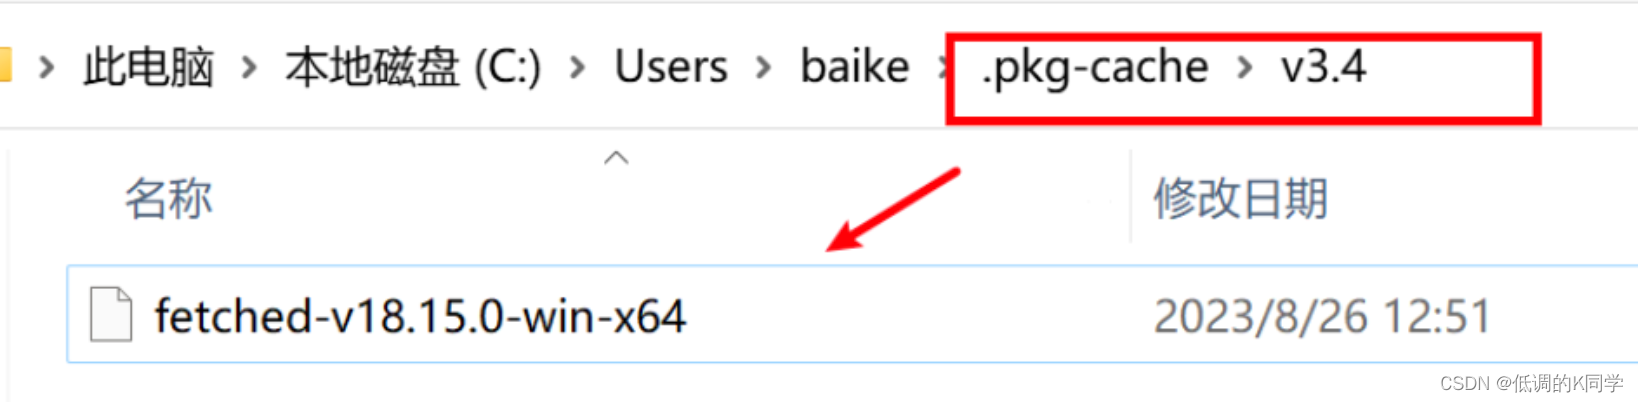 此电脑 > 本地磁盘 (C:) > Users > baike > .pkg-cache > v3.4
名称 修改日期
fetched-v18.15.0-win-x64 2023/8/26 12:51
CSDN @低调的K同学